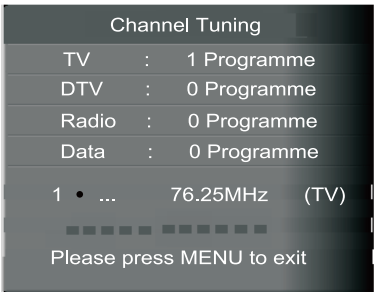 Channel Tuning
TV : 1 Programme
DTV : 0 Programme
Radio : 0 Programme
Data : 0 Programme
1 • ... 76.25MHz (TV)
Please press MENU to exit